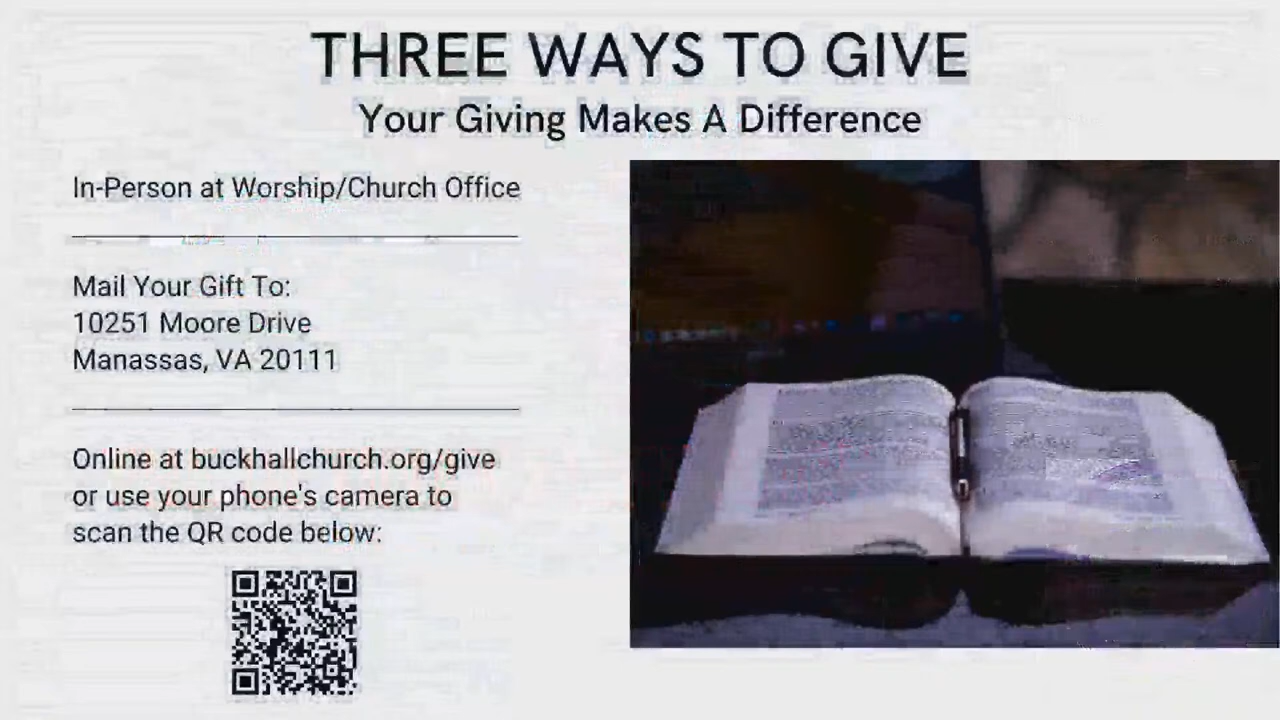 THREE WAYS TO GIVE
Your Giving Makes A Difference
In-Person at Worship/Church Office
Mail Your Gift To:
10251 Moore Drive
Manassas, VA 20111
Online at buckhallchurch.org/give
or use your phone's camera to
scan the QR code below: